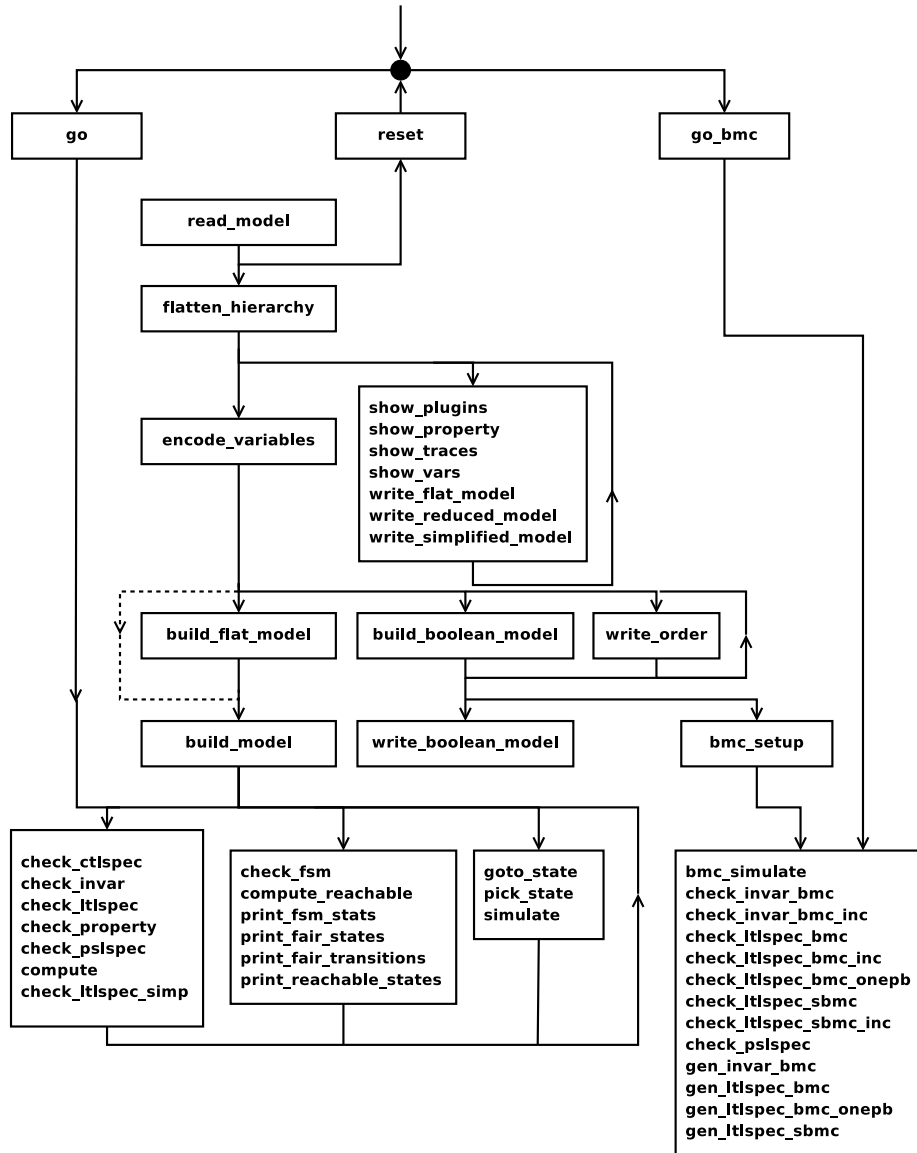 go
reset
go_bmc
read_model
flatten_hierarchy
encode_variables
show_plugins
show_property
show_traces
show_vars
write_flat_model
write_reduced_model
write_simplified_model
build_flat_model
build_boolean_model
write_order
build_model
write_boolean_model
bmc_setup
check_ctlspec
check_invar
check_ltlspec
check_property
check_pslspec
compute
check_ltlspec_simp
check_fsm
compute_reachable
print_fsm_stats
print_fair_states
print_fair_transitions
print_reachable_states
goto_state
pick_state
simulate
bmc_simulate
check_invar_bmc
check_invar_bmc_inc
check_ltlspec_bmc
check_ltlspec_bmc_inc
check_ltlspec_bmc_onepb
check_ltlspec_sbmc
check_ltlspec_sbmc_inc
check_pslspec
gen_invar_bmc
gen_ltlspec_bmc
gen_ltlspec_bmc_onepb
gen_ltlspec_sbmc